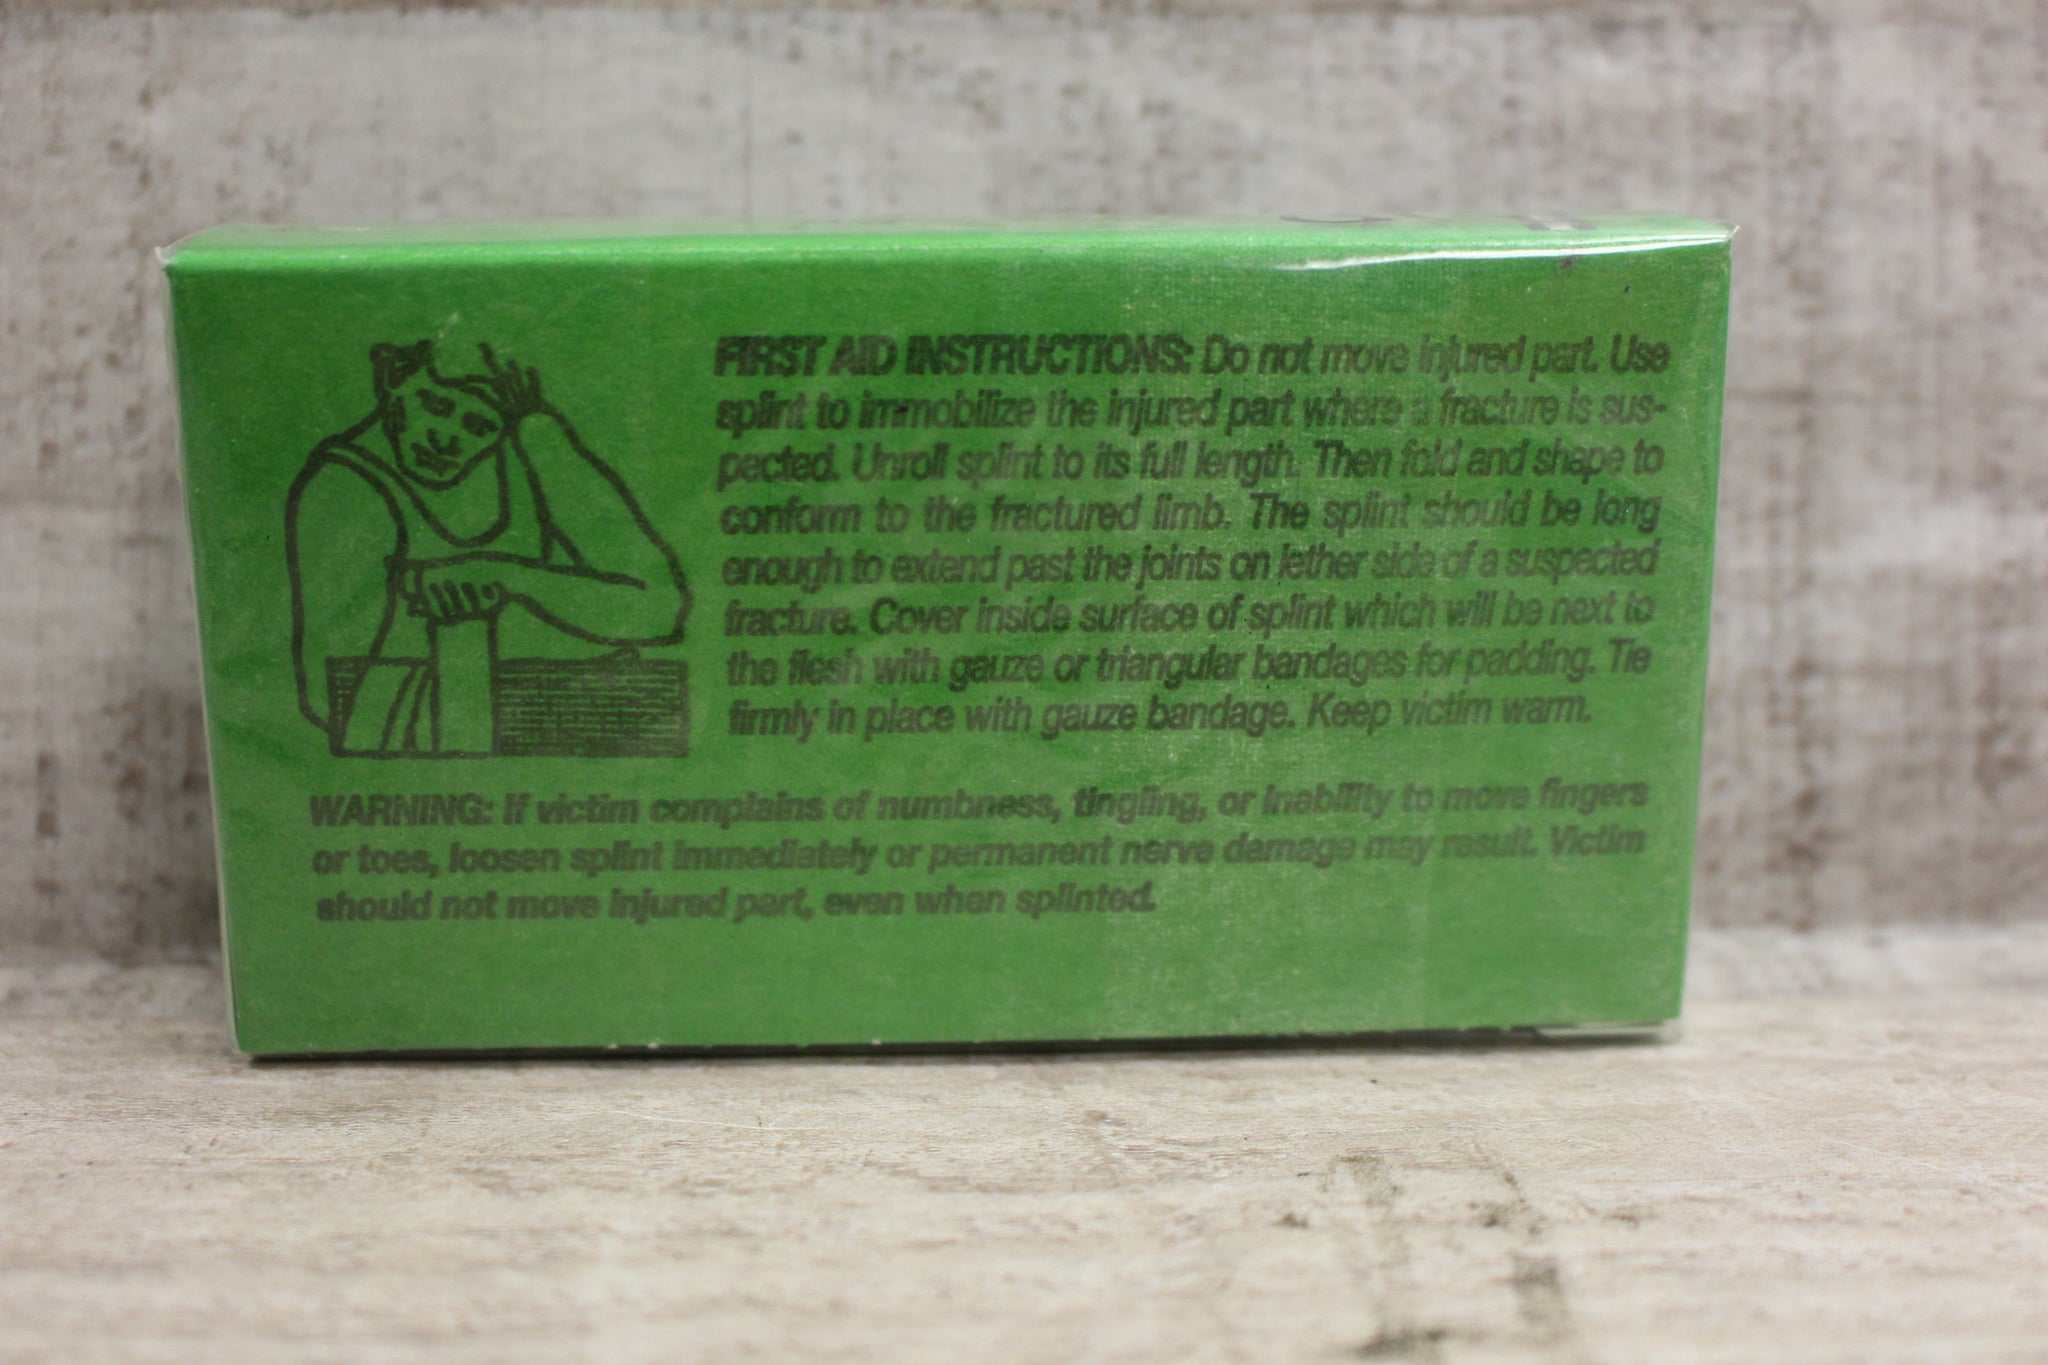 FIRST AID INSTRUCTIONS: Do not move injured part. Use
splint to immobilize the injured part where a fracture is sus-
pected. Unroll splint to its full length. Then fold and shape to
conform to the fractured limb. The splint should be long
enough to extend past the joints on iether side of a suspected
fracture. Cover inside surface of splint which will be next to
the flesh with gauze or triangular bandages for padding. Tie
firmly in place with gauze bandage. Keep victim warm.
WARNING: If victim complains of numbness, tingling, or inability to move fingers
or toes, loosen splint immediately or permanent nerve damage may result. Victim
should not move injured part, even when splinted.